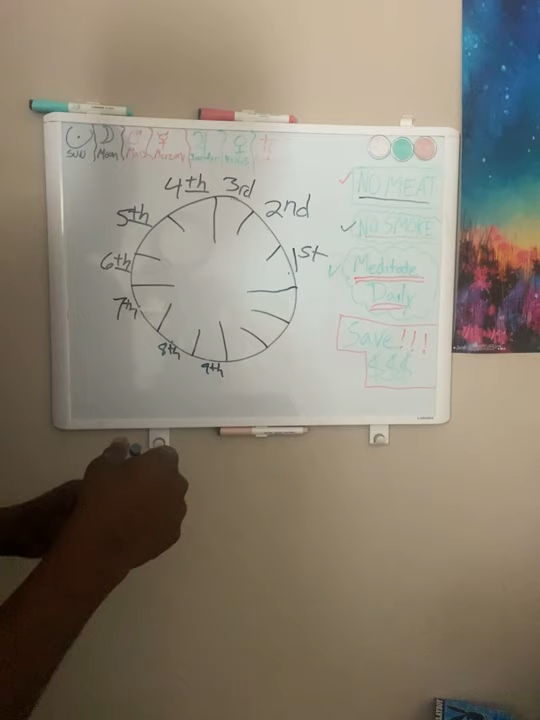 SUN Moon Mars Mercury Jupiter Venus
4th 3rd
2nd
5th
1st
6th
7th
8th
9th
NO MEAT
NO SMOKE
Meditate
Daily
Save!!!
$$$
PLAYBOY